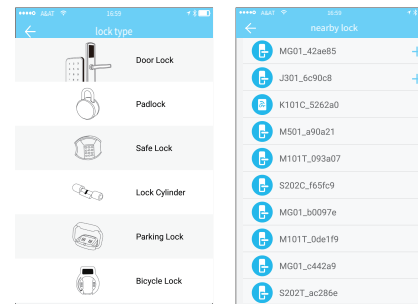 A&AT 16:59
lock type
Door Lock
Padlock
Safe Lock
Lock Cylinder
Parking Lock
Bicycle Lock
A&AT 16:59
nearby lock
MG01_42ae85
J301_6c90c8
K101C_5262a0
M501_a90a21
M101T_093a07
S202C_f65fc9
MG01_b0097e
M101T_0de1f9
MG01_c442a9
S202T_ac286e